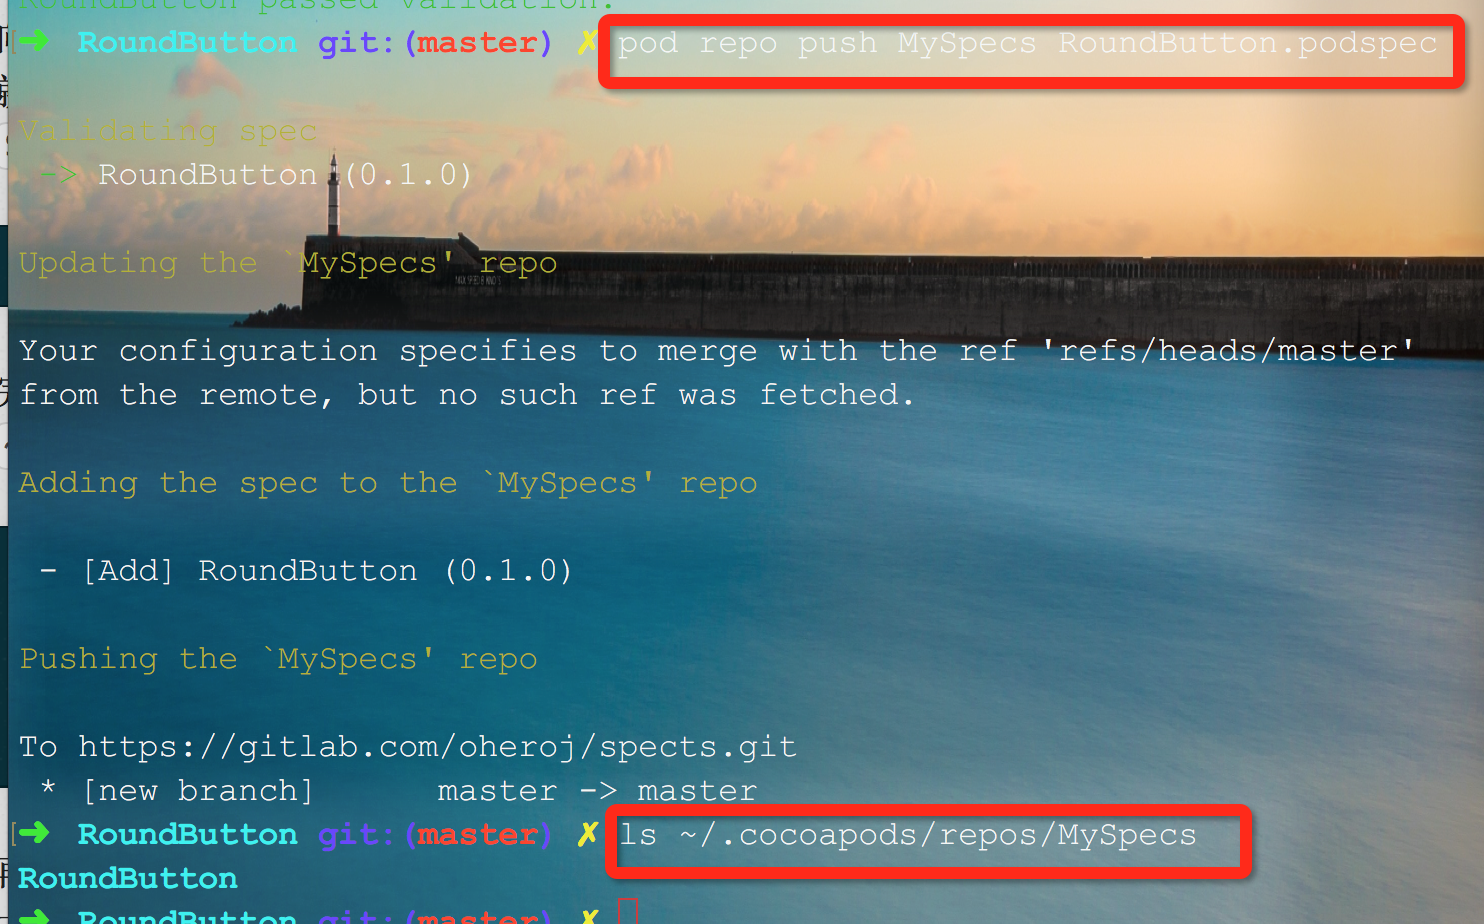 RoundButton passed validation.
➜ RoundButton git:(master) ✗ pod repo push MySpecs RoundButton.podspec
Validating spec
-> RoundButton (0.1.0)
Updating the `MySpecs' repo
Your configuration specifies to merge with the ref 'refs/heads/master'
from the remote, but no such ref was fetched.
Adding the spec to the `MySpecs' repo
- [Add] RoundButton (0.1.0)
Pushing the `MySpecs' repo
To https://gitlab.com/oheroj/spects.git
* [new branch] master -> master
[➜ RoundButton git:(master) ✗ ls ~/.cocoapods/repos/MySpecs
RoundButton
➜ RoundButton git:(master) ✗